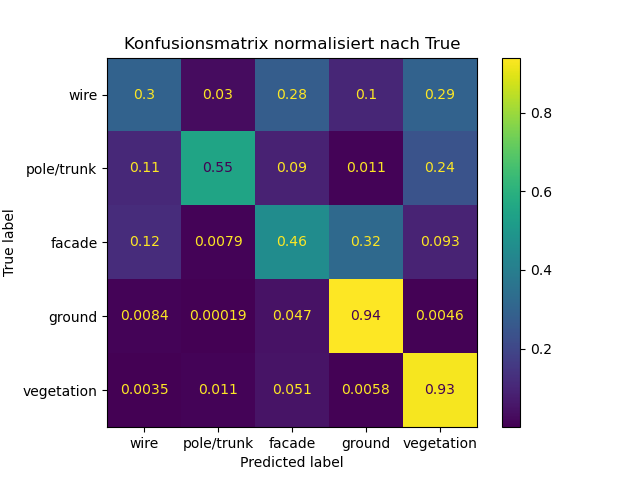 Konfusionsmatrix normalisiert nach True
wire 0.3 0.03 0.28 0.1 0.29
pole/trunk 0.11 0.55 0.09 0.011 0.24
facade 0.12 0.0079 0.46 0.32 0.093
ground 0.0084 0.00019 0.047 0.94 0.0046
vegetation 0.0035 0.011 0.051 0.0058 0.93
wire pole/trunk facade ground vegetation
Predicted label
True label
0.8
0.6
0.4
0.2